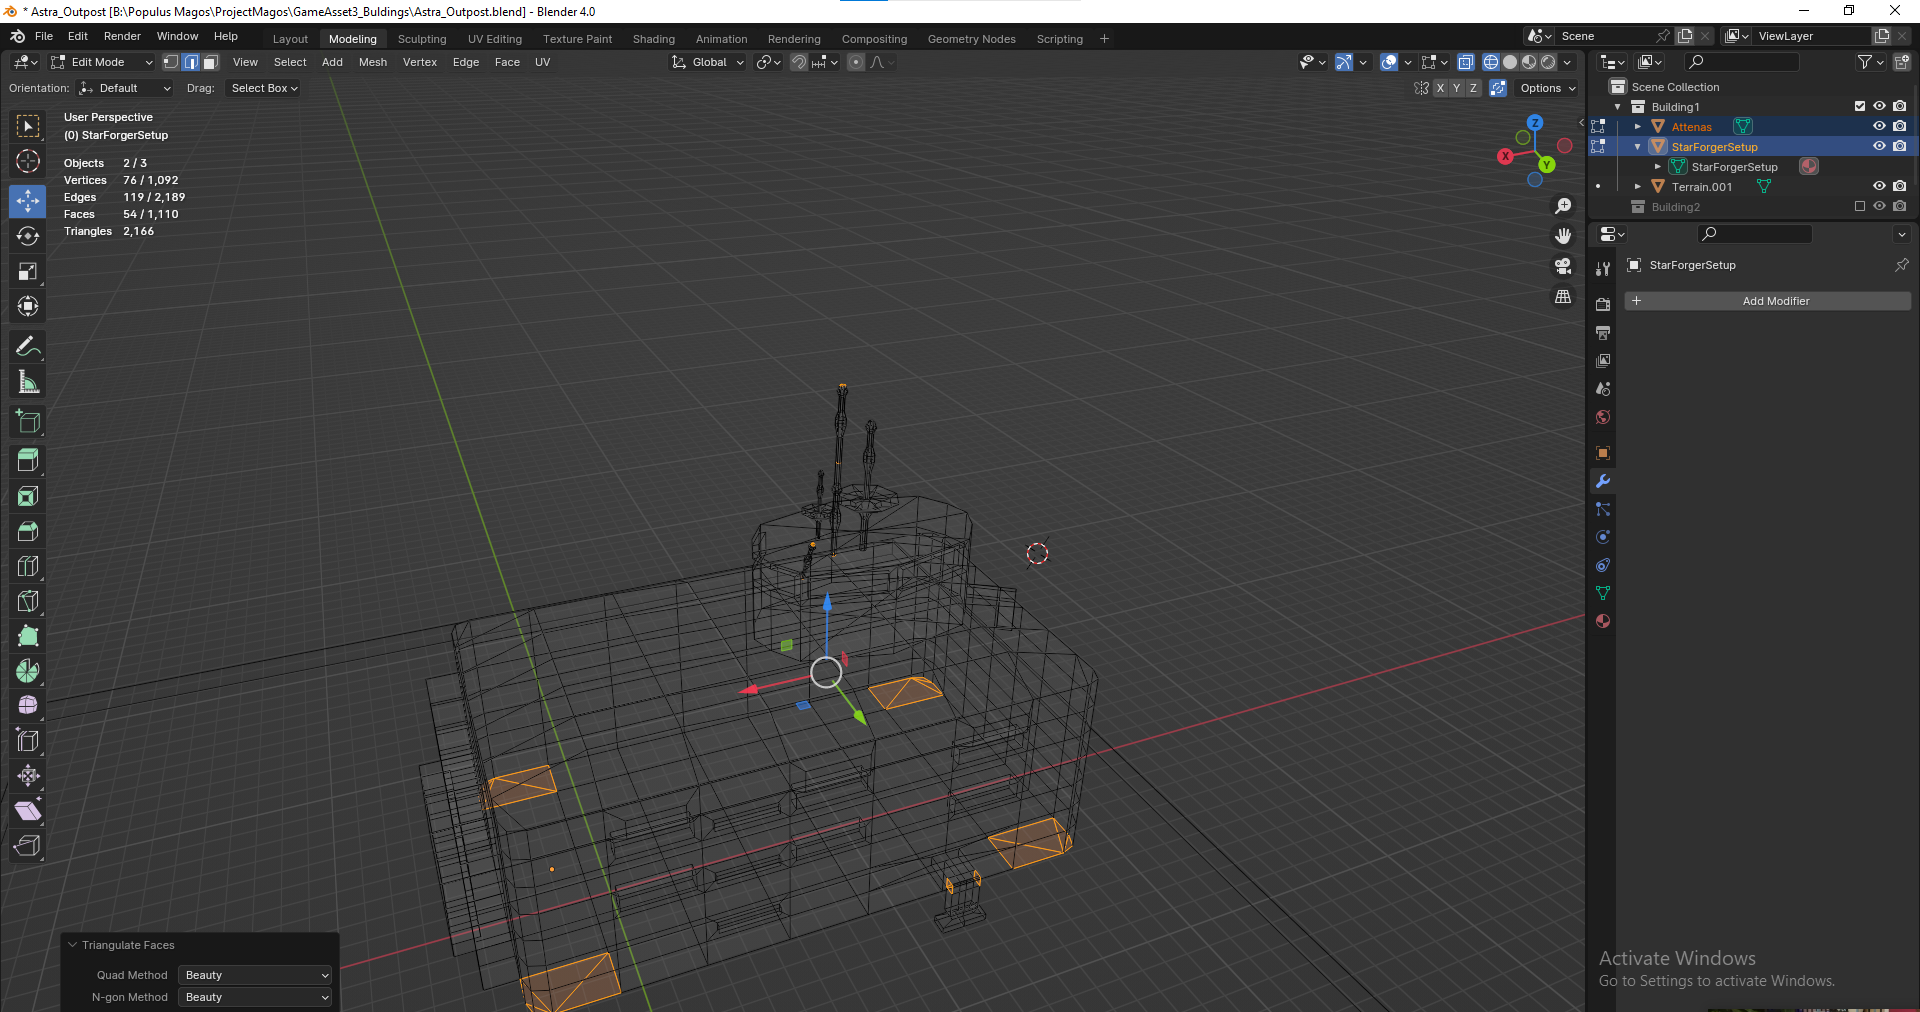 * Astra_Outpost [B:\Populus Magos\ProjectMagos\GameAsset3_Buldings\Astra_Outpost.blend] - Blender 4.0
File Edit Render Window Help
Layout Modeling Sculpting UV Editing Texture Paint Shading Animation Rendering Compositing Geometry Nodes Scripting +
Scene
ViewLayer
Edit Mode
View Select Add Mesh Vertex Edge Face UV
Global
Orientation: Default Drag: Select Box
X Y Z
Options
User Perspective
(0) StarForgerSetup
Objects 2 / 3
Vertices 76 / 1,092
Edges 119 / 2,189
Faces 54 / 1,110
Triangles 2,166
Z
X
Y
Scene Collection
Building1
Attenas
StarForgerSetup
StarForgerSetup
Terrain.001
Building2
StarForgerSetup
+ Add Modifier
Triangulate Faces
Quad Method Beauty
N-gon Method Beauty
Activate Windows
Go to Settings to activate Windows.